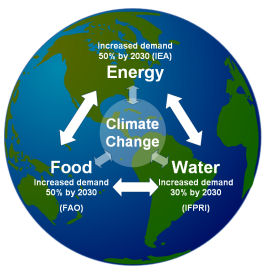 Increased demand
50% by 2030 (IEA)
Energy
Climate
Change
Food
Increased demand
50% by 2030
(FAO)
Water
Increased demand
30% by 2030
(IFPRI)